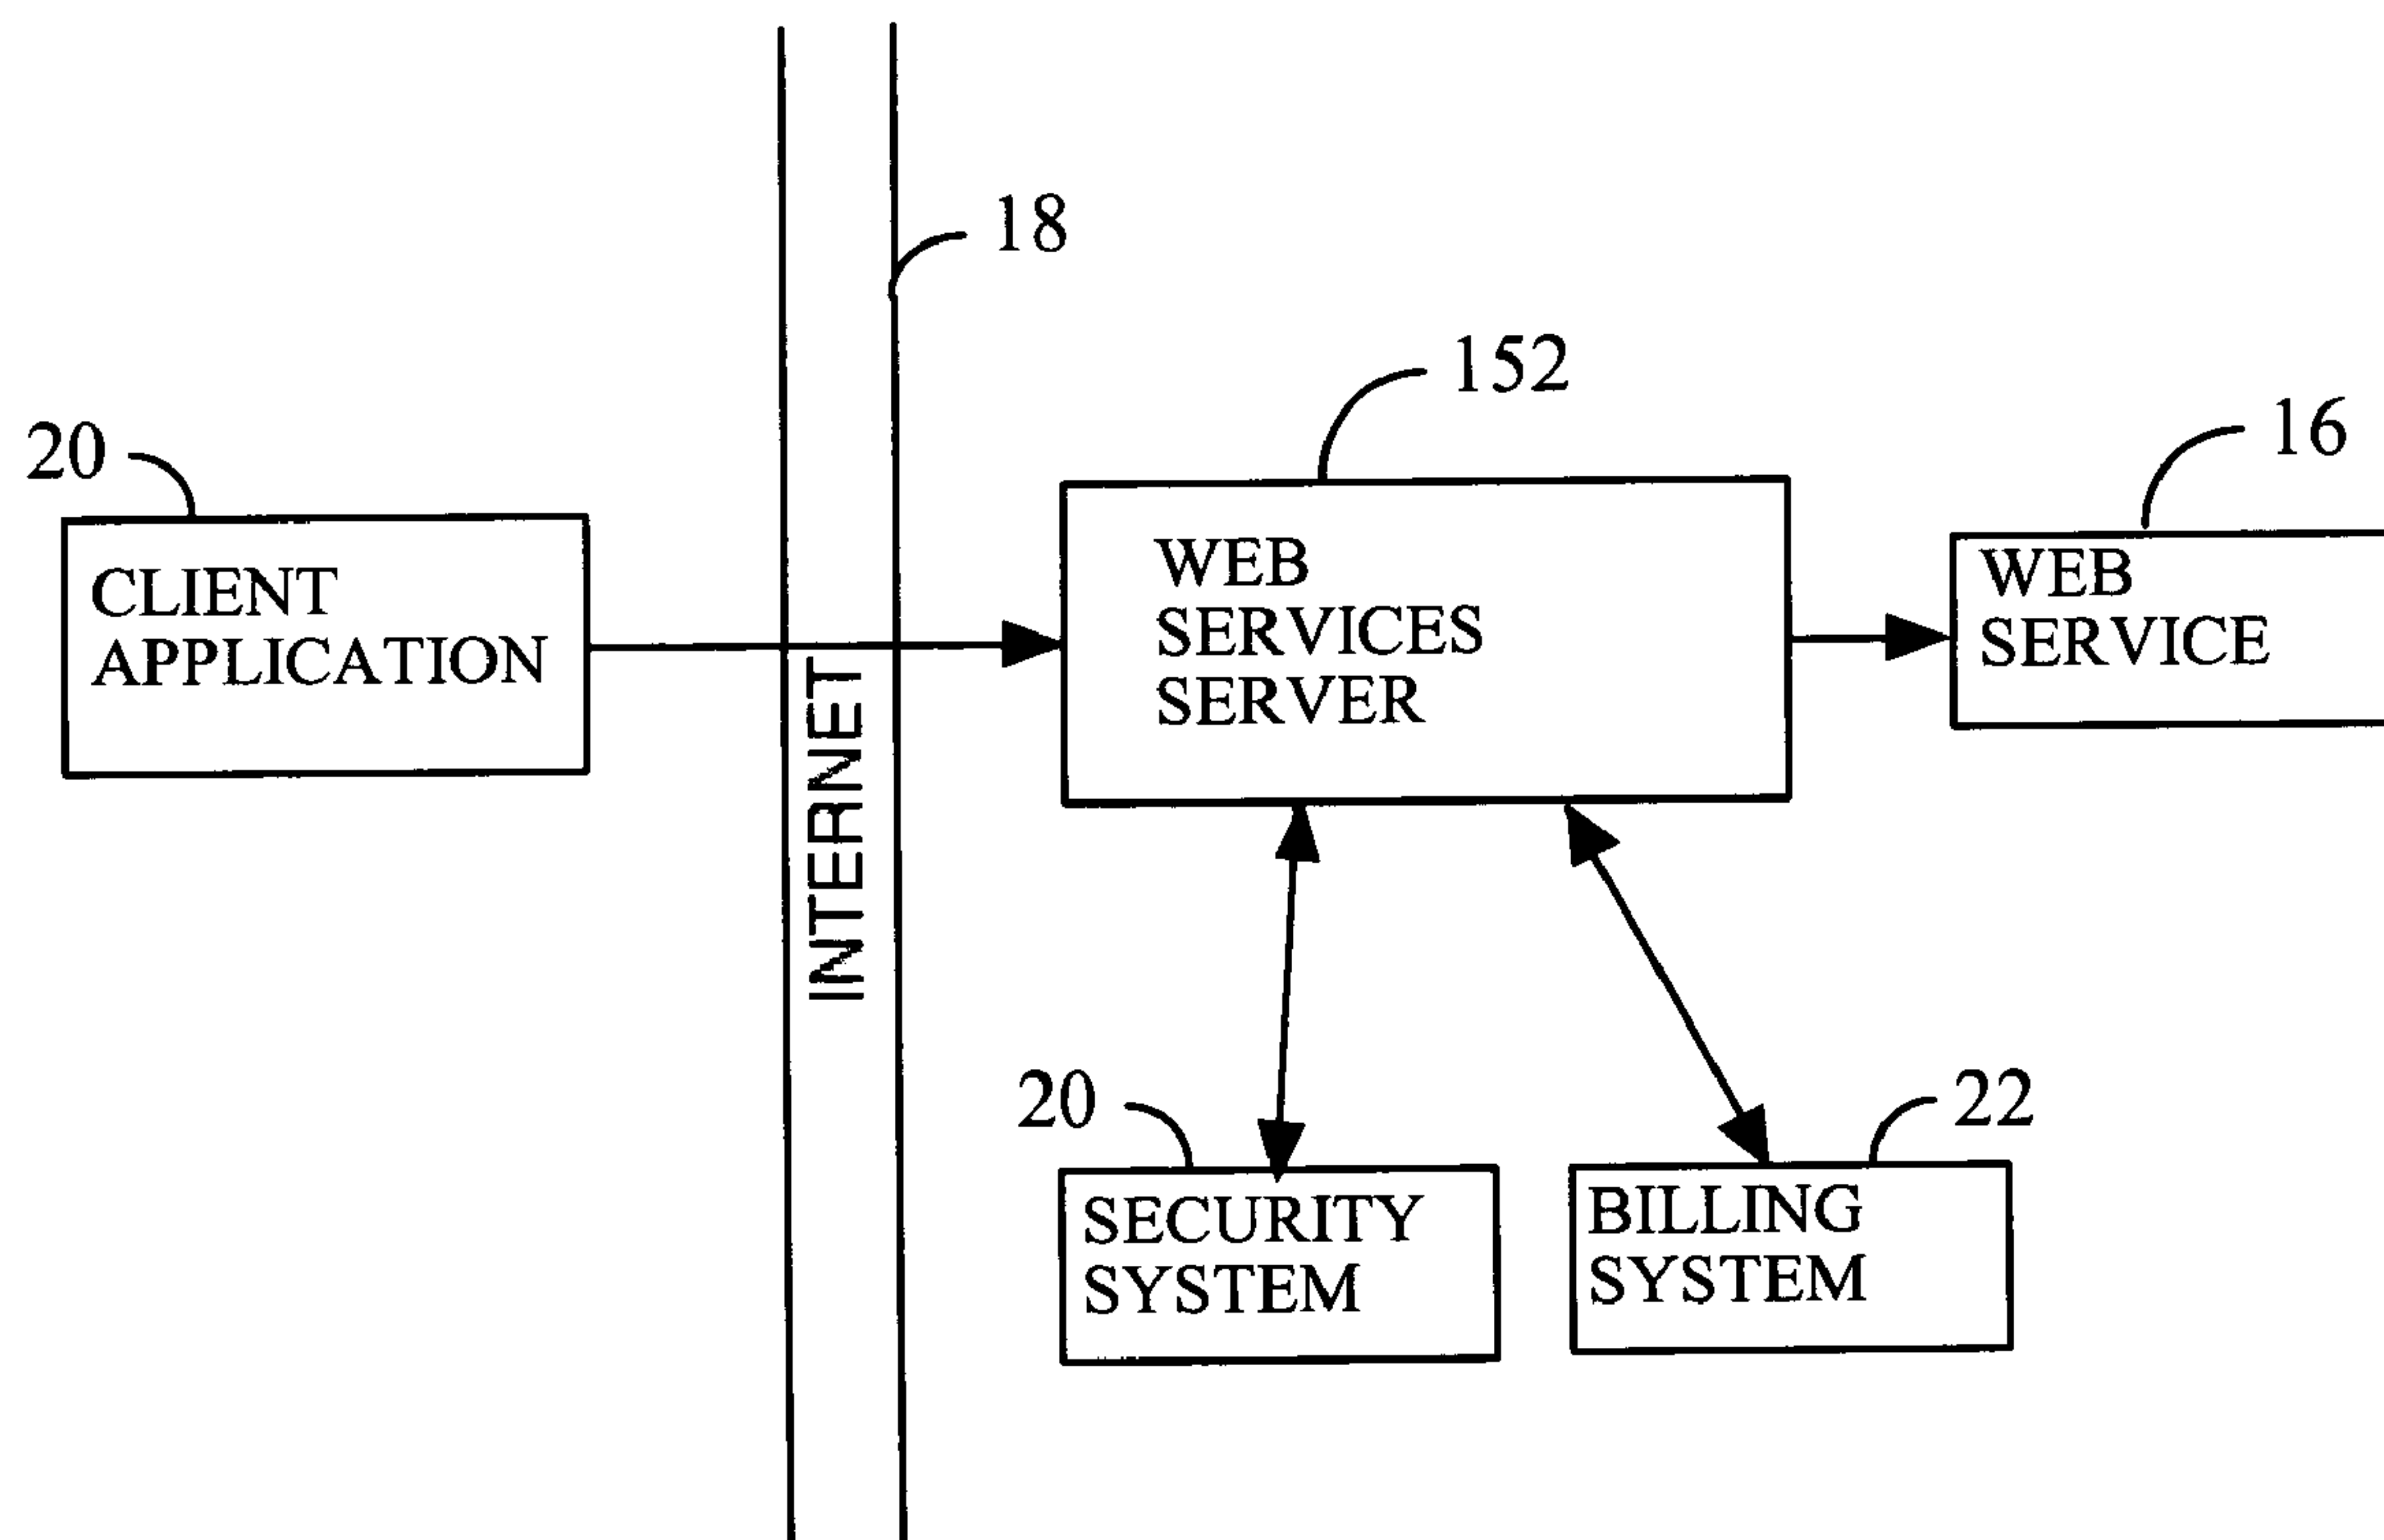 18
152
16
20
CLIENT
APPLICATION
INTERNET
WEB
SERVICES
SERVER
WEB
SERVICE
20
SECURITY
SYSTEM
22
BILLING
SYSTEM